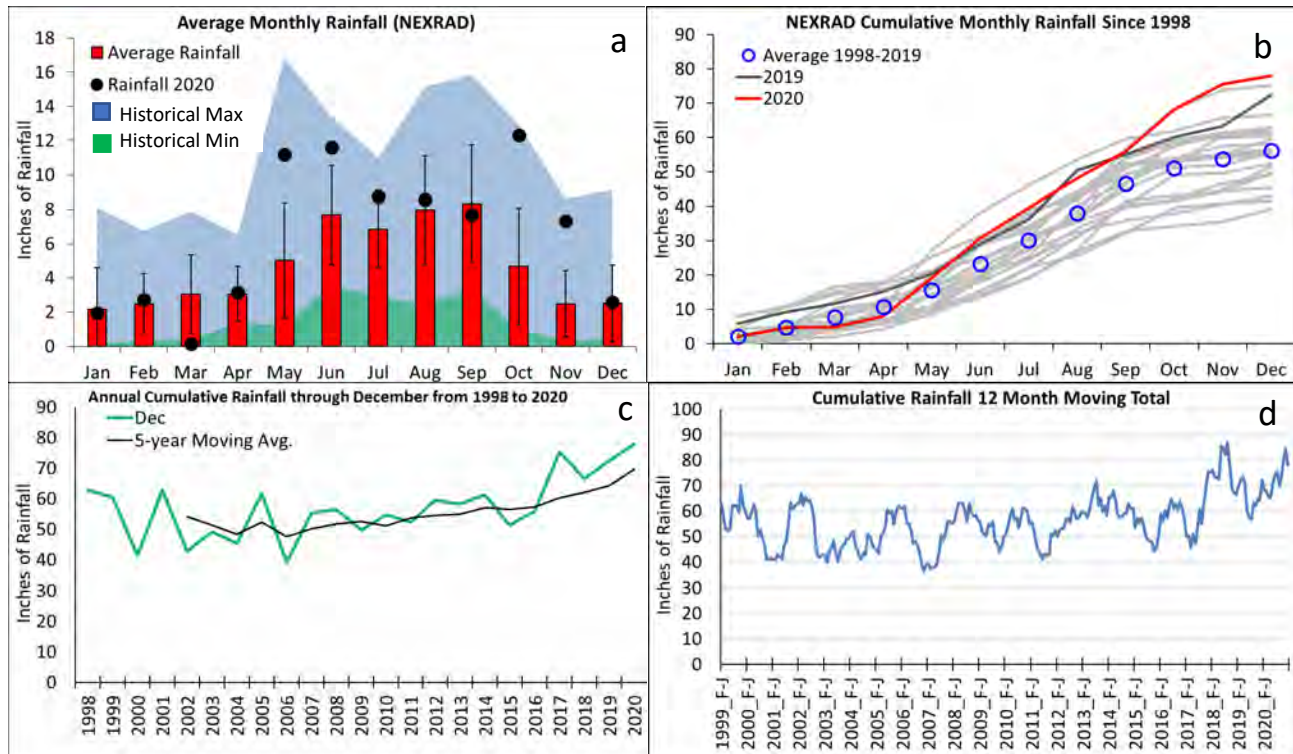 Average Monthly Rainfall (NEXRAD)
a
18
16
14
12
10
8
6
4
2
0
Inches of Rainfall
Average Rainfall
Rainfall 2020
Historical Max
Historical Min
Jan Feb Mar Apr May Jun Jul Aug Sep Oct Nov Dec
NEXRAD Cumulative Monthly Rainfall Since 1998
b
90
80
70
60
50
40
30
20
10
0
Inches of Rainfall
Average 1998-2019
2019
2020
Jan Feb Mar Apr May Jun Jul Aug Sep Oct Nov Dec
Annual Cumulative Rainfall through December from 1998 to 2020
c
90
80
70
60
50
40
30
20
10
0
Inches of Rainfall
Dec
5-year Moving Avg.
1998
1999
2000
2001
2002
2003
2004
2005
2006
2007
2008
2009
2010
2011
2012
2013
2014
2015
2016
2017
2018
2019
2020
Cumulative Rainfall 12 Month Moving Total
d
100
90
80
70
60
50
40
30
20
10
0
Inches of Rainfall
1999_F-J
2000_F-J
2001_F-J
2002_F-J
2003_F-J
2004_F-J
2005_F-J
2006_F-J
2007_F-J
2008_F-J
2009_F-J
2010_F-J
2011_F-J
2012_F-J
2013_F-J
2014_F-J
2015_F-J
2016_F-J
2017_F-J
2018_F-J
2019_F-J
2020_F-J